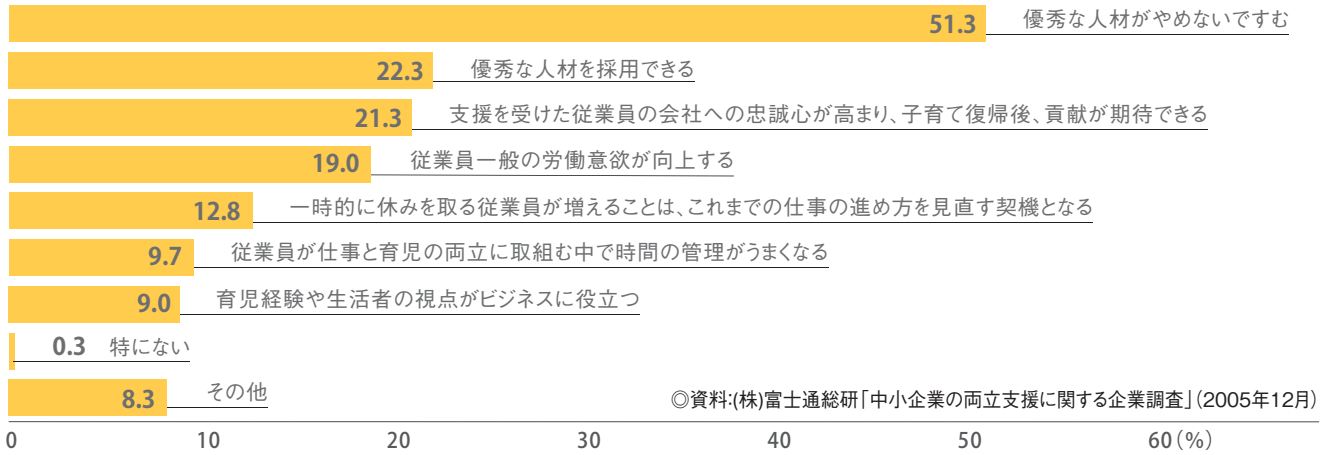 51.3 優秀な人材がやめないですむ
22.3 優秀な人材を採用できる
21.3 支援を受けた従業員の会社への忠誠心が高まり、子育て復帰後、貢献が期待できる
19.0 従業員一般の労働意欲が向上する
12.8 一時的に休みを取る従業員が増えることは、これまでの仕事の進め方を見直す契機となる
9.7 従業員が仕事と育児の両立に取組む中で時間の管理がうまくなる
9.0 育児経験や生活者の視点がビジネスに役立つ
0.3 特にない
8.3 その他
◎資料:(株)富士通総研「中小企業の両立支援に関する企業調査」(2005年12月)
0 10 20 30 40 50 60(%)